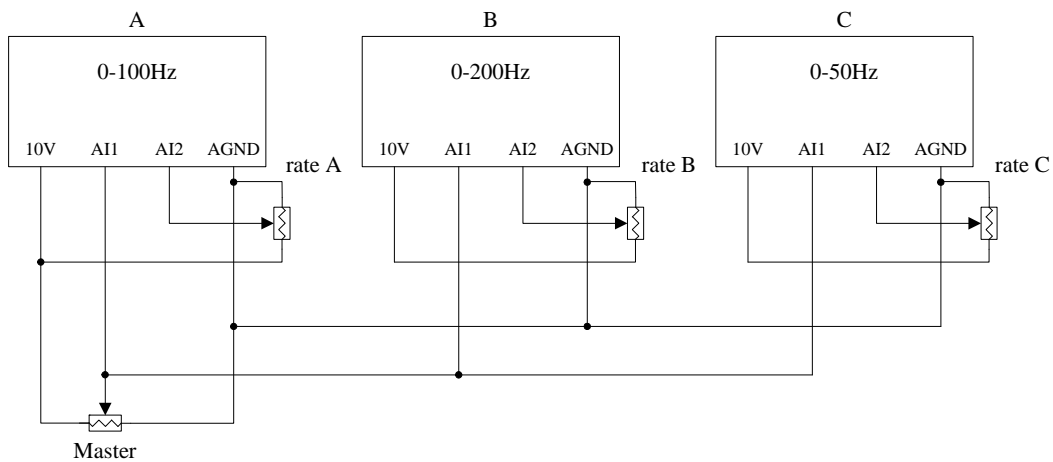 A
B
C
0-100Hz
0-200Hz
0-50Hz
10V AI1 AI2 AGND
10V AI1 AI2 AGND
10V AI1 AI2 AGND
rate A
rate B
rate C
Master